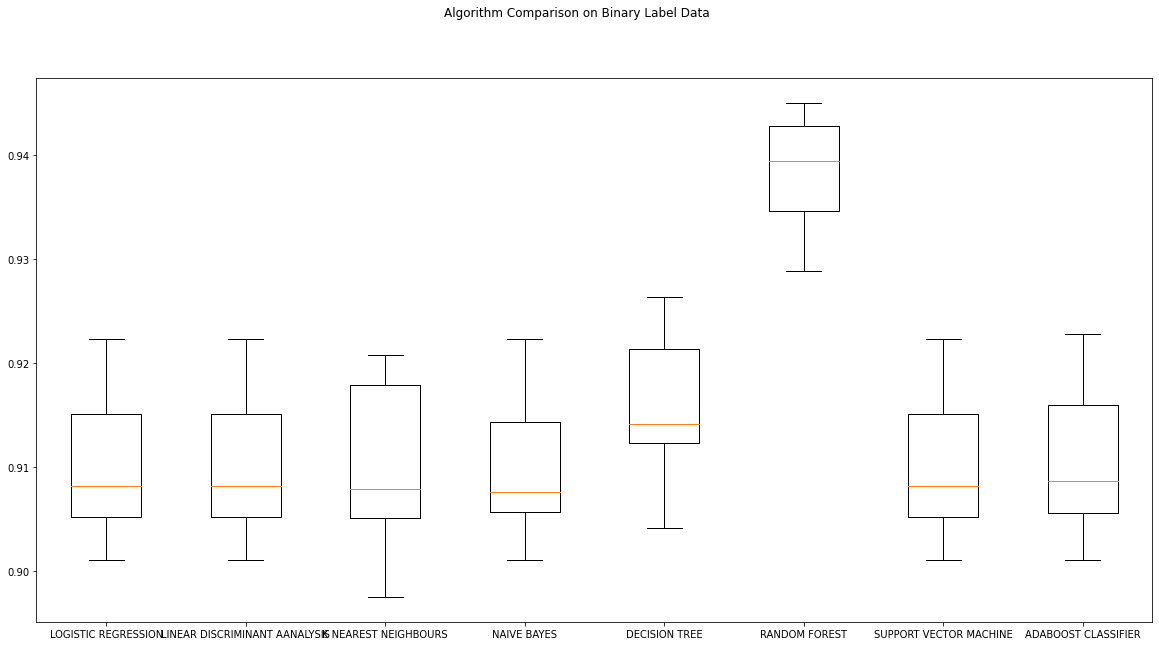 Algorithm Comparison on Binary Label Data
0.94
0.93
0.92
0.91
0.90
LOGISTIC REGRESSION LINEAR DISCRIMINANT AANALYSIS K NEAREST NEIGHBOURS NAIVE BAYES DECISION TREE RANDOM FOREST SUPPORT VECTOR MACHINE ADABOOST CLASSIFIER